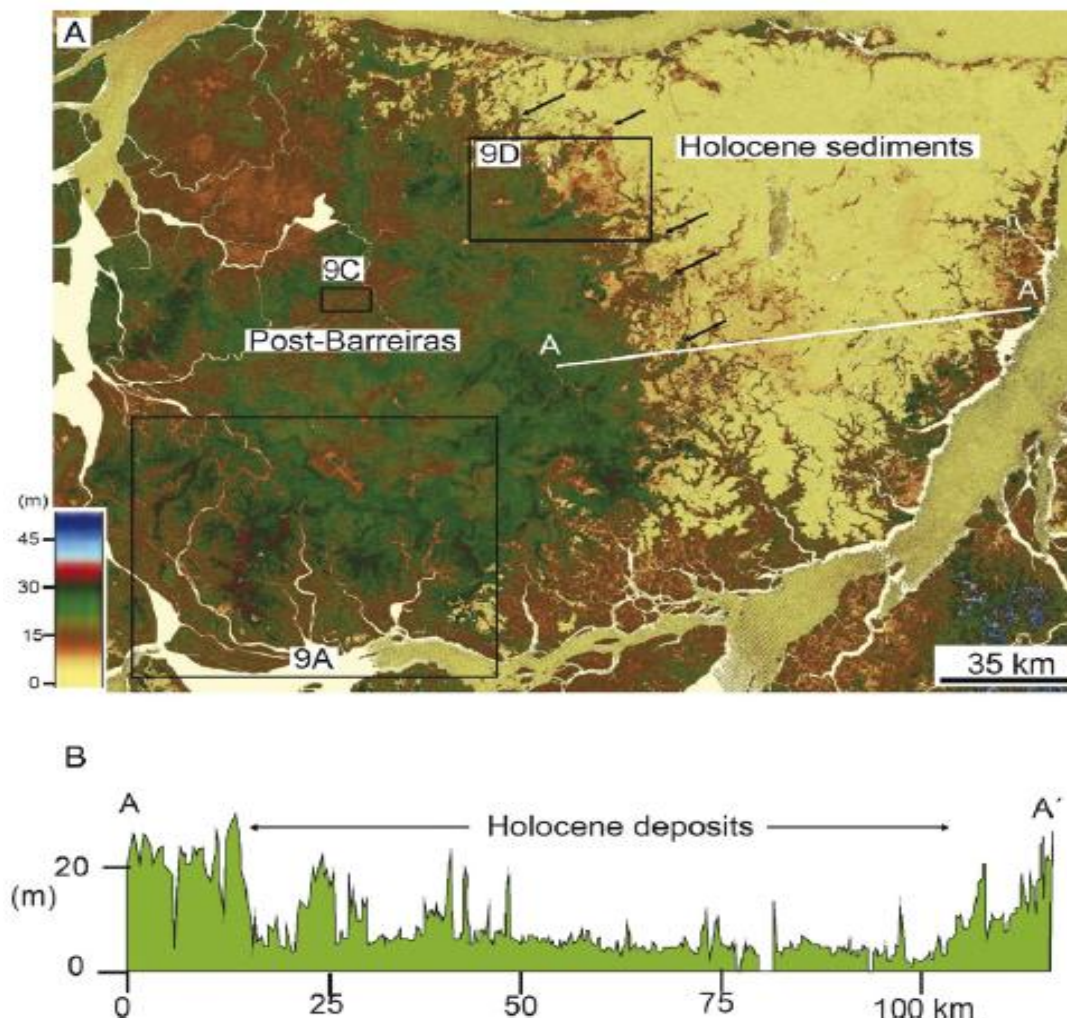 A
9D
Holocene sediments
9C
Post-Barreiras
A
A
(m)
45
30
15
0
9A
35 km
B
A
Holocene deposits
A´
20
(m)
0
0
25
50
75
100 km